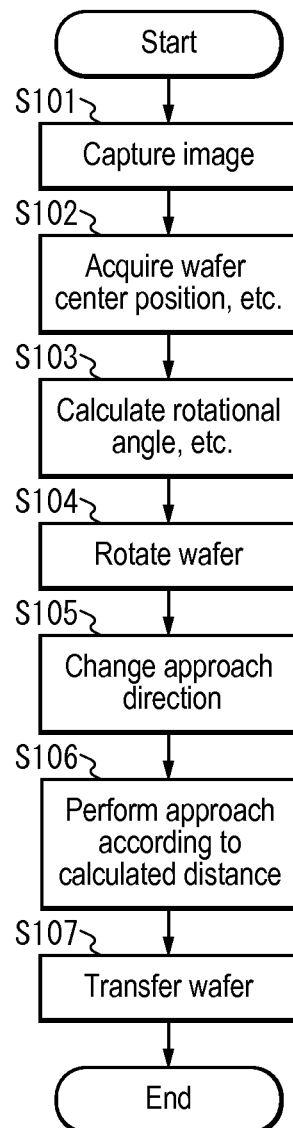 Start
S101
Capture image
S102
Acquire wafer
center position, etc.
S103
Calculate rotational
angle, etc.
S104
Rotate wafer
S105
Change approach
direction
S106
Perform approach
according to
calculated distance
S107
Transfer wafer
End